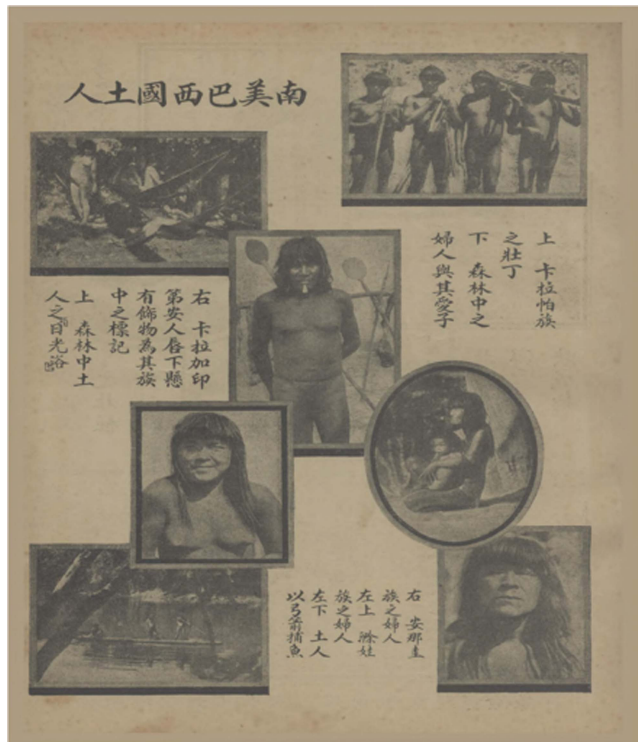 南美巴西國土人
上 卡拉怕族
之壯丁
下 森林中之
婦人與其愛子
右 卡拉加印
第安人唇下懸
有飾物為其族
中之標記
上 森林中土
人之日光浴
右 安那圭
族之婦人
左上 滌娃
族之婦人
左下 土人
以弓箭捕魚